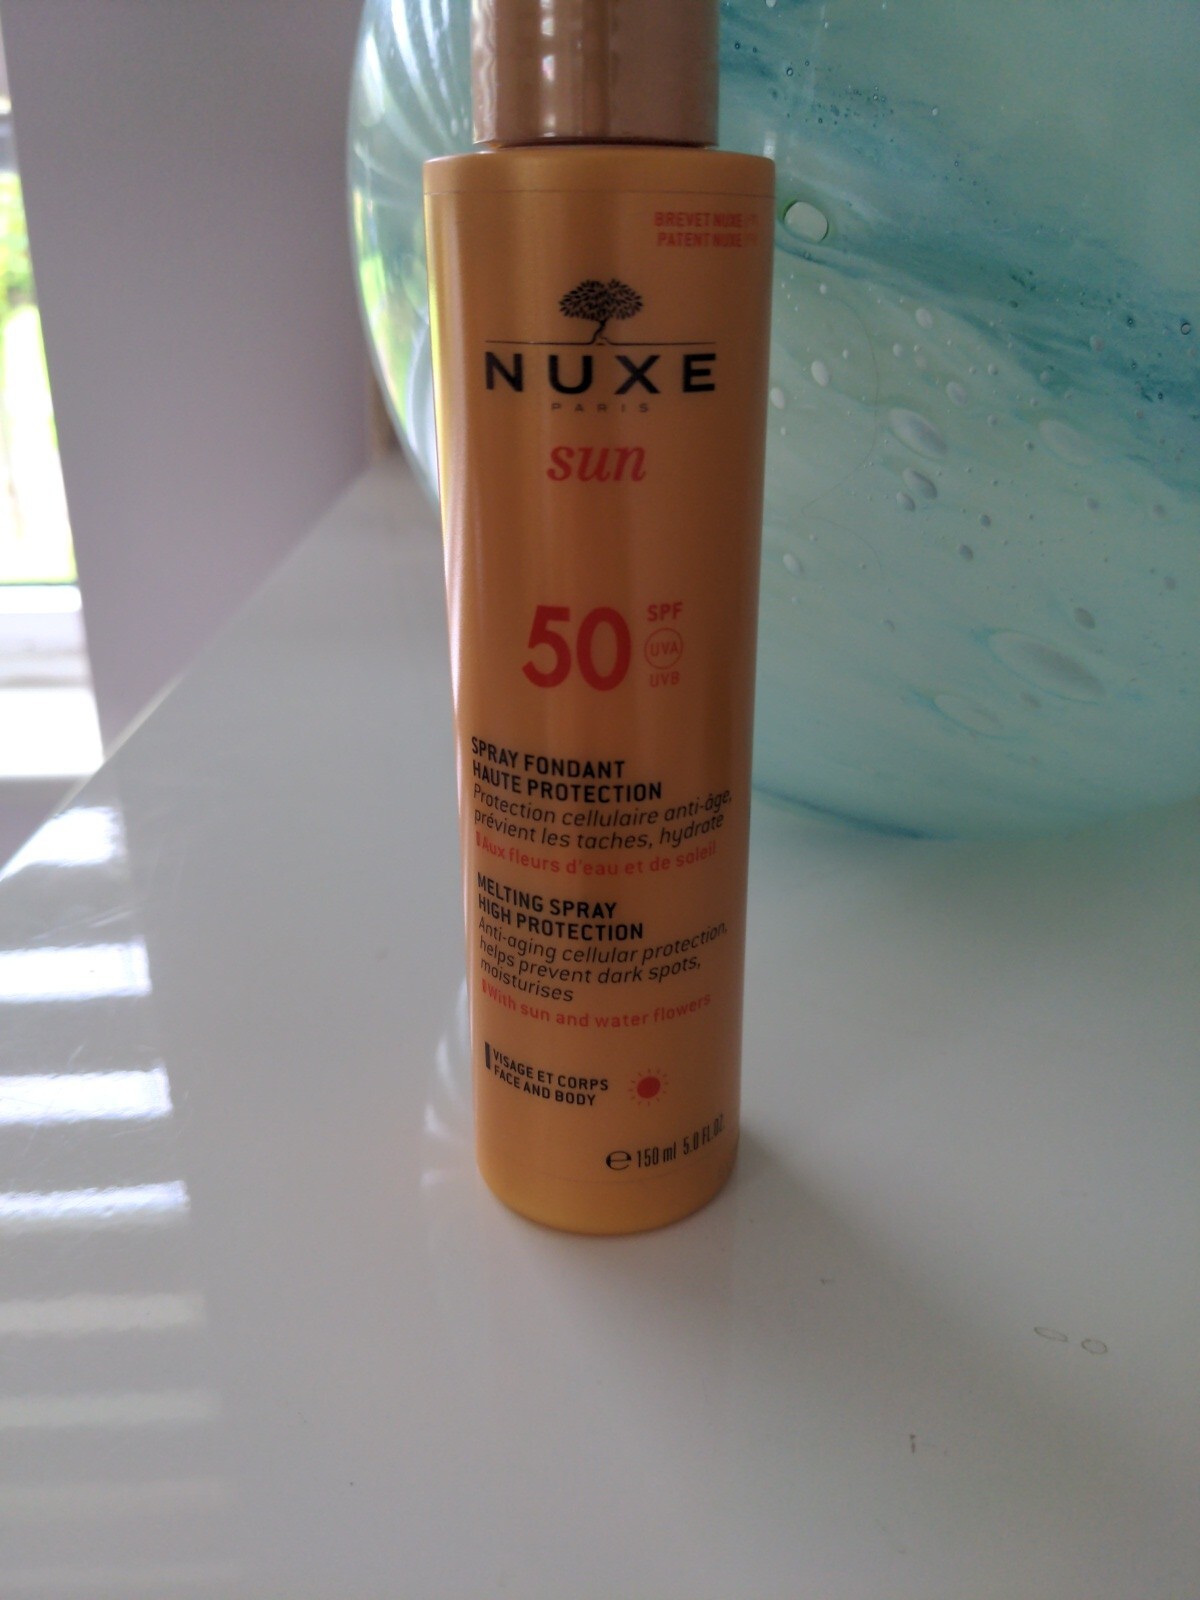 BREVET NUXE
PATENT NUXE
NUXE
PARIS
sun
50
SPF
UVA
UVB
SPRAY FONDANT
HAUTE PROTECTION
Protection cellulaire anti-âge,
prévient les taches, hydrate
Aux fleurs d'eau et de soleil
MELTING SPRAY
HIGH PROTECTION
Anti-aging cellular protection,
helps prevent dark spots,
moisturises
With sun and water flowers
VISAGE ET CORPS
FACE AND BODY
℮ 150 ml 5.0 FL.OZ.